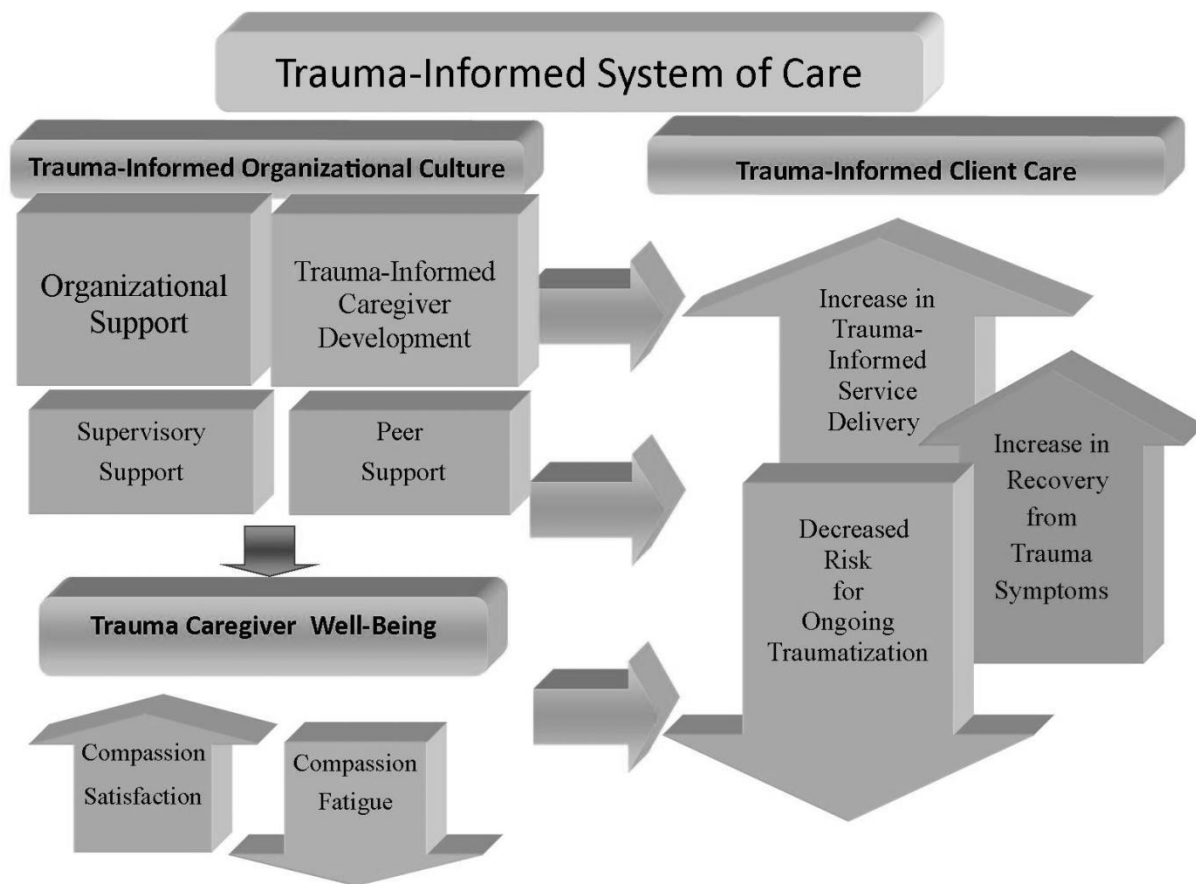 Trauma-Informed System of Care
Trauma-Informed Organizational Culture
Organizational
Support
Trauma-Informed
Caregiver
Development
Supervisory
Support
Peer
Support
Trauma Caregiver Well-Being
Compassion
Satisfaction
Compassion
Fatigue
Trauma-Informed Client Care
Increase in
Trauma-
Informed
Service
Delivery
Increase in
Recovery
from
Trauma
Symptoms
Decreased
Risk
for
Ongoing
Traumatization